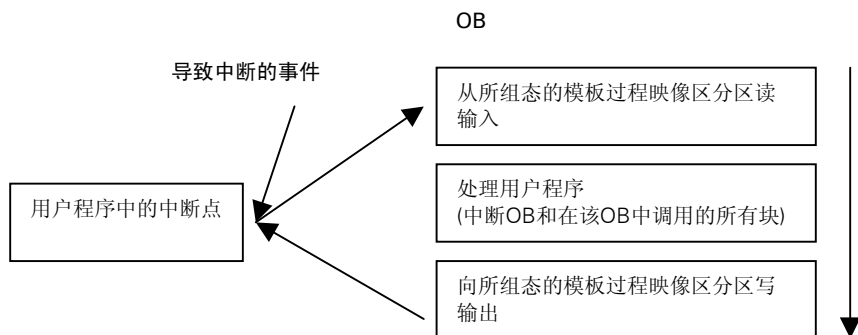 OB
导致中断的事件
从所组态的模板过程映像区分区读
输入
用户程序中的中断点
处理用户程序
(中断OB和在该OB中调用的所有块)
向所组态的模板过程映像区分区写
输出